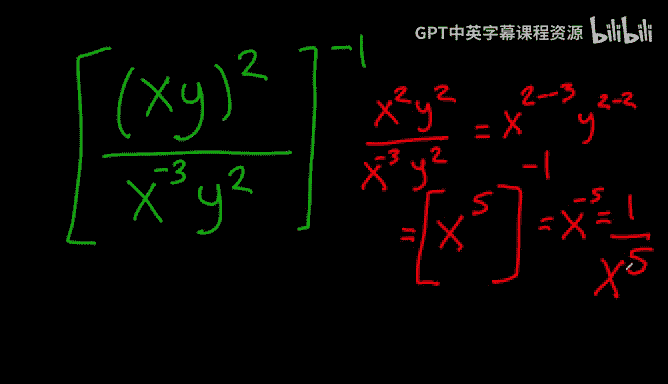 GPT中英字幕课程资源 bilibili
[(xy)^2 / x^-3 y^2]^-1
x^2 y^2 / x^-3 y^2 = x^2--3 y^2-2
= [x^5]^-1 = x^-5 = 1 / x^5